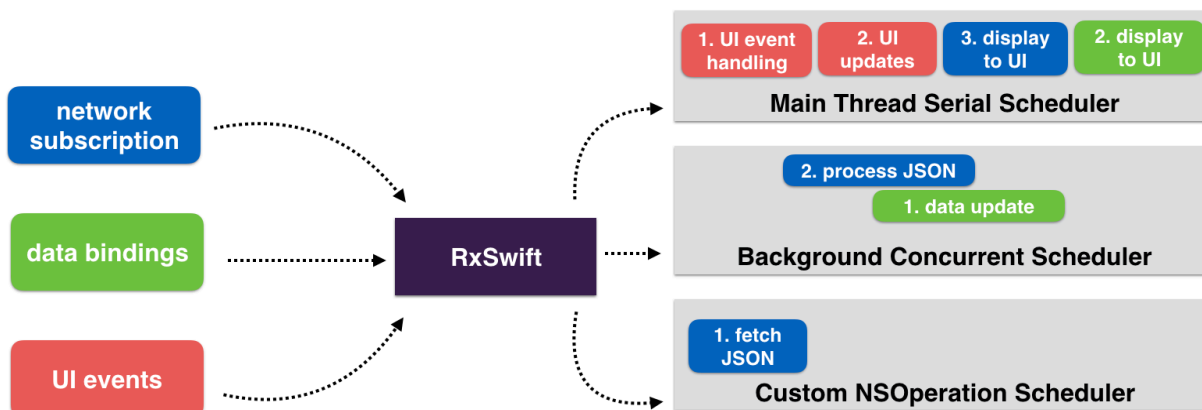 network
subscription
data bindings
UI events
RxSwift
1. UI event
handling
2. UI
updates
3. display
to UI
2. display
to UI
Main Thread Serial Scheduler
2. process JSON
1. data update
Background Concurrent Scheduler
1. fetch
JSON
Custom NSOperation Scheduler